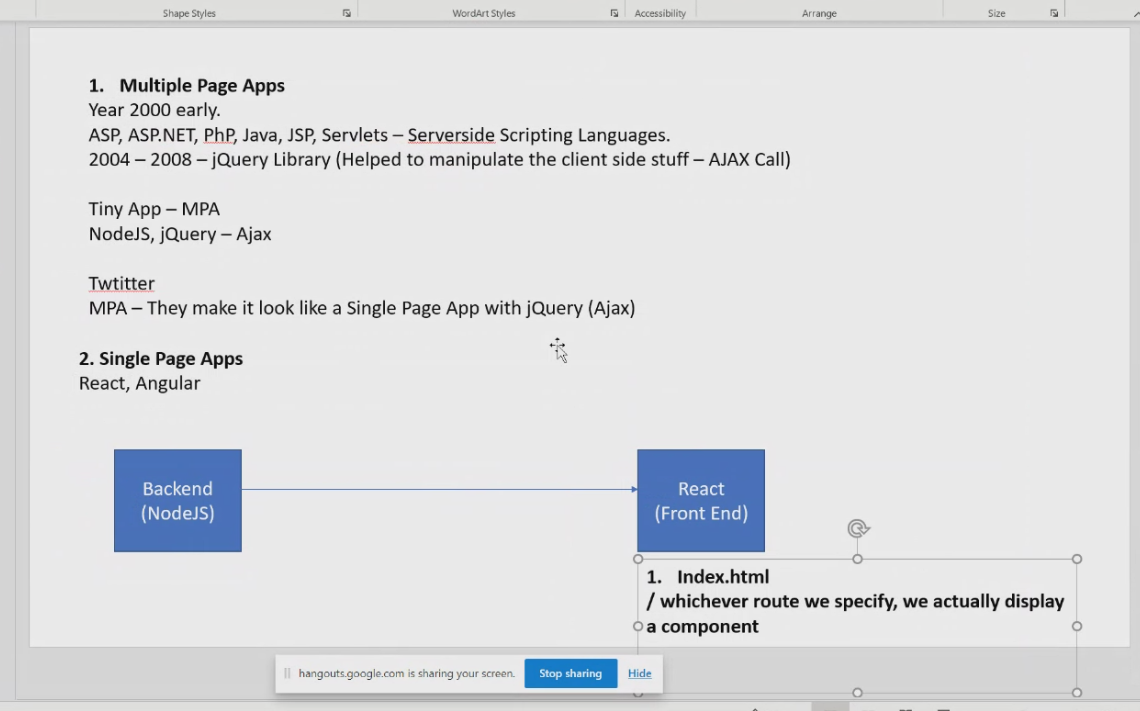 Shape Styles
WordArt Styles
Accessibility
Arrange
Size
1. Multiple Page Apps
Year 2000 early.
ASP, ASP.NET, PhP, Java, JSP, Servlets – Serverside Scripting Languages.
2004 – 2008 – jQuery Library (Helped to manipulate the client side stuff – AJAX Call)
Tiny App – MPA
NodeJS, jQuery – Ajax
Twtitter
MPA – They make it look like a Single Page App with jQuery (Ajax)
2. Single Page Apps
React, Angular
Backend
(NodeJS)
React
(Front End)
1. Index.html
/ whichever route we specify, we actually display
a component
hangouts.google.com is sharing your screen.
Stop sharing
Hide